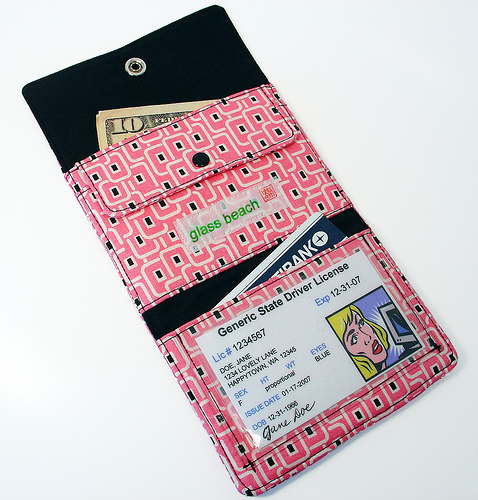 10
glass beach
BANK
Generic State Driver License
Lic# 1234567 Exp 12-31-07
DOE, JANE
1234 LOVELY LANE
HAPPYTOWN, WA 12345
SEX HT WT EYES
F proportional BLUE
ISSUE DATE 01-17-2007
DOB 12-31-1966
Jane Doe